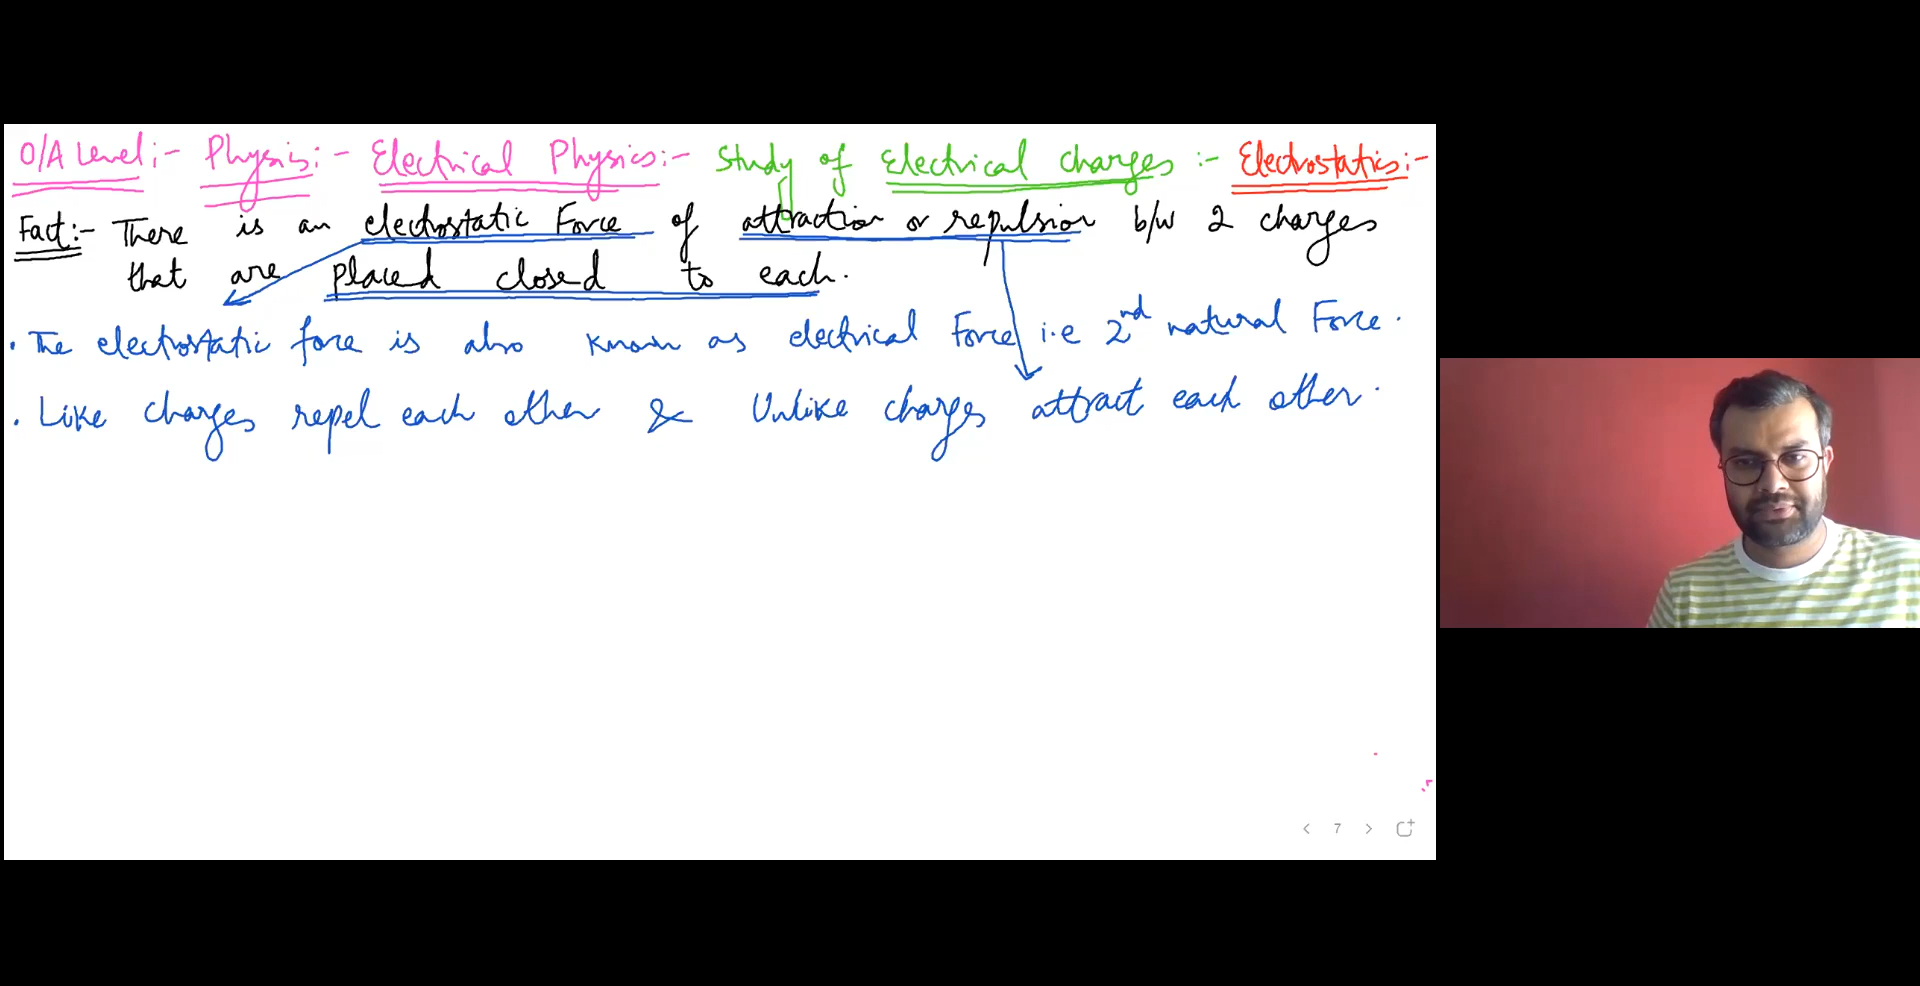 O/A Level:- Physis:- Electrical Physics:- Study of Electrical charges :- Electrostatics:-
Fact:- There is an electrostatic Force of attraction or repulsion b/w 2 charges
that are placed closed to each.
. The electrostatic force is also known as electrical Force i.e 2nd natural Force.
. Like charges repel each other & Unlike charges attract each other.
< 7 >